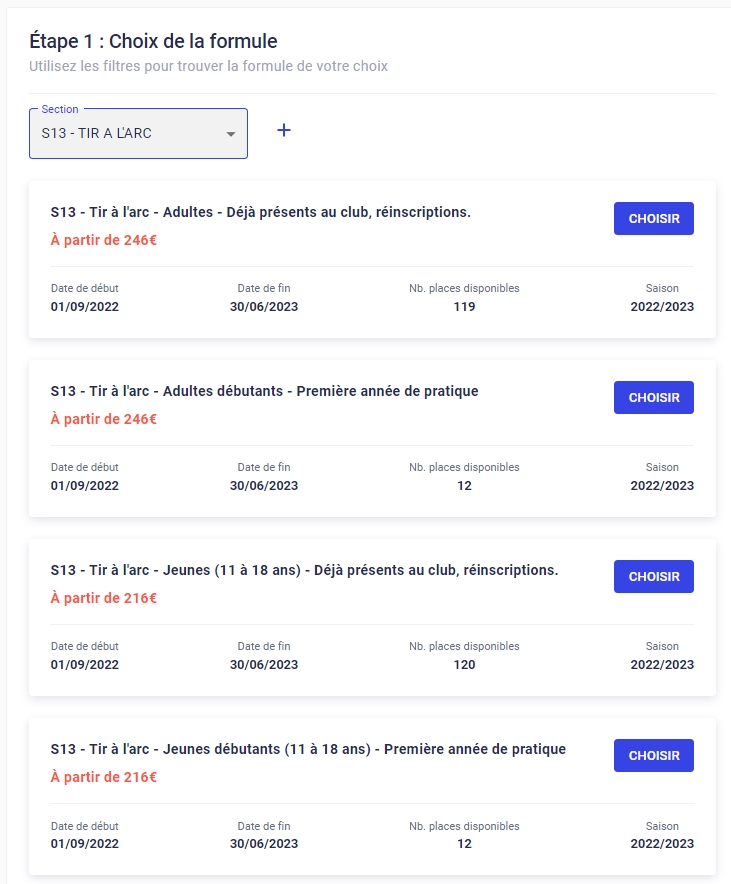 Étape 1 : Choix de la formule
Utilisez les filtres pour trouver la formule de votre choix
Section
S13 - TIR A L'ARC
+
S13 - Tir à l'arc - Adultes - Déjà présents au club, réinscriptions.
CHOISIR
À partir de 246€
Date de début Date de fin Nb. places disponibles Saison
01/09/2022 30/06/2023 119 2022/2023
S13 - Tir à l'arc - Adultes débutants - Première année de pratique
CHOISIR
À partir de 246€
Date de début Date de fin Nb. places disponibles Saison
01/09/2022 30/06/2023 12 2022/2023
S13 - Tir à l'arc - Jeunes (11 à 18 ans) - Déjà présents au club, réinscriptions.
CHOISIR
À partir de 216€
Date de début Date de fin Nb. places disponibles Saison
01/09/2022 30/06/2023 120 2022/2023
S13 - Tir à l'arc - Jeunes débutants (11 à 18 ans) - Première année de pratique
CHOISIR
À partir de 216€
Date de début Date de fin Nb. places disponibles Saison
01/09/2022 30/06/2023 12 2022/2023